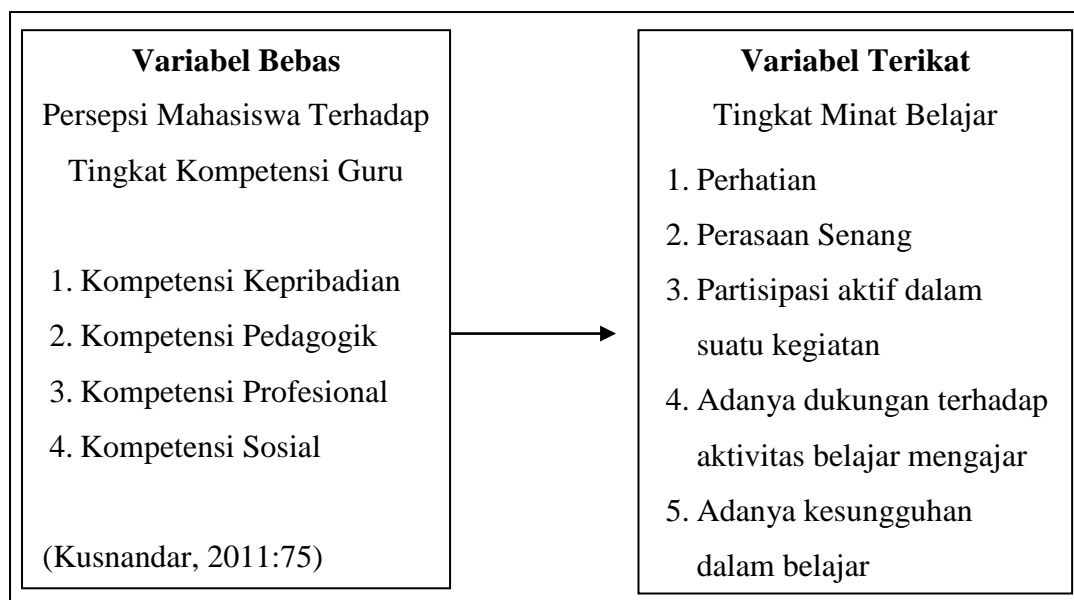 Variabel Bebas
Persepsi Mahasiswa Terhadap
Tingkat Kompetensi Guru
1. Kompetensi Kepribadian
2. Kompetensi Pedagogik
3. Kompetensi Profesional
4. Kompetensi Sosial
(Kusnandar, 2011:75)
Variabel Terikat
Tingkat Minat Belajar
1. Perhatian
2. Perasaan Senang
3. Partisipasi aktif dalam
suatu kegiatan
4. Adanya dukungan terhadap
aktivitas belajar mengajar
5. Adanya kesungguhan
dalam belajar